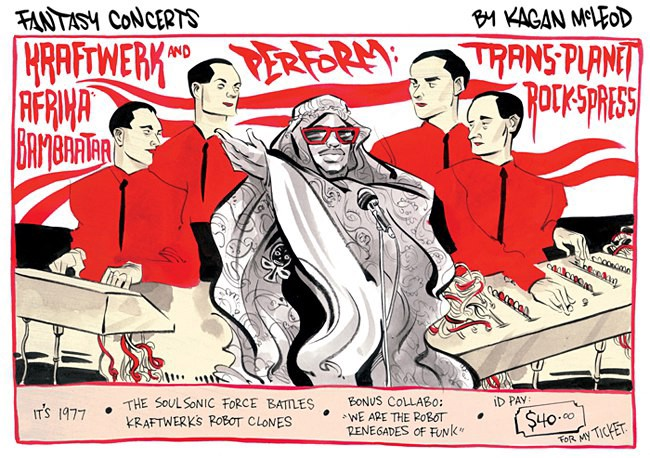 FANTASY CONCERTS
BY KAGAN McLEOD
KRAFTWERK AND
AFRIKA
BAMBAATAA
PERFORM:
TRANS-PLANET
ROCK-SPRESS
IT'S 1977
• THE SOULSONIC FORCE BATTLES
KRAFTWERK'S ROBOT CLONES
• BONUS COLLABO:
"WE ARE THE ROBOT
RENEGADES OF FUNK"
• ID PAY:
$40.00
FOR MY TICKET.